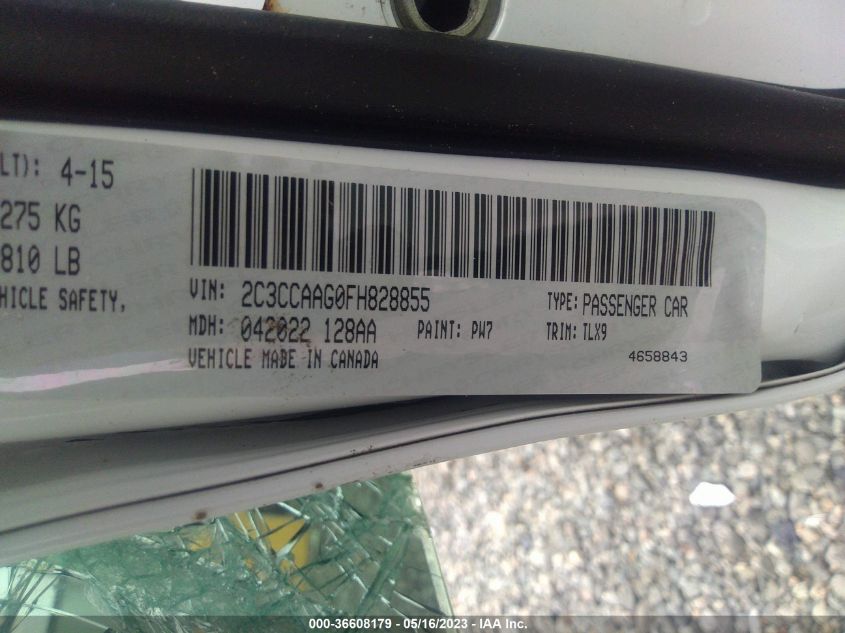 LT): 4-15
275 KG
810 LB
HICLE SAFETY,
VIN: 2C3CCAAG0FH828855
TYPE: PASSENGER CAR
MDH: 042022 128AA
PAINT: PW7
TRIM: TLX9
VEHICLE MADE IN CANADA
4658843
000-36608179 - 05/16/2023 - IAA Inc.